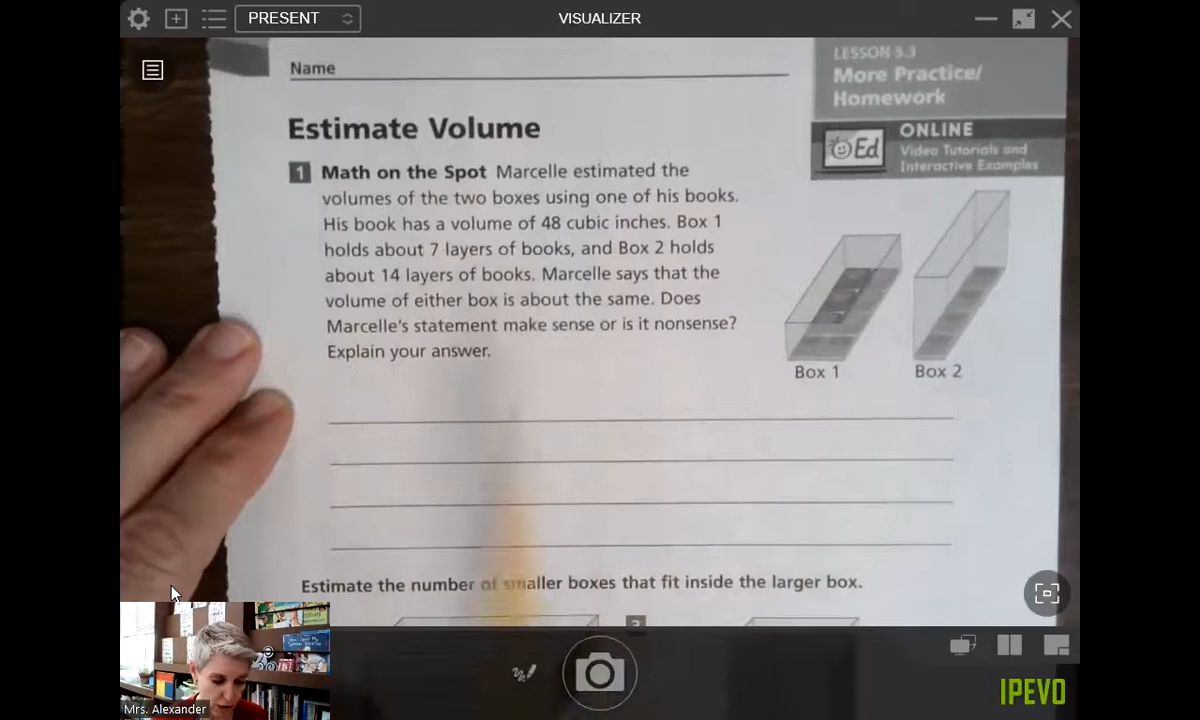 PRESENT
VISUALIZER
Name
LESSON 5.3
More Practice/
Homework
ONLINE
Video Tutorials and
Interactive Examples
Ed
Estimate Volume
1 Math on the Spot Marcelle estimated the
volumes of the two boxes using one of his books.
His book has a volume of 48 cubic inches. Box 1
holds about 7 layers of books, and Box 2 holds
about 14 layers of books. Marcelle says that the
volume of either box is about the same. Does
Marcelle's statement make sense or is it nonsense?
Explain your answer.
Box 1
Box 2
Estimate the number of smaller boxes that fit inside the larger box.
Mrs. Alexander
IPEVO